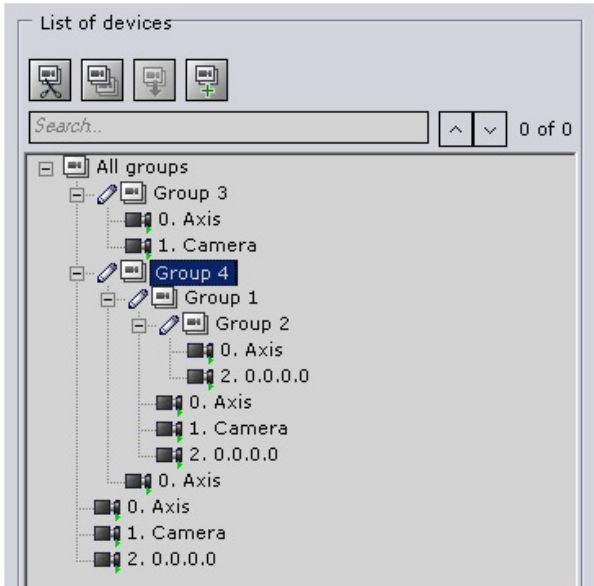 List of devices
Search...
0 of 0
All groups
Group 3
0. Axis
1. Camera
Group 4
Group 1
Group 2
0. Axis
2. 0.0.0.0
0. Axis
1. Camera
2. 0.0.0.0
0. Axis
0. Axis
1. Camera
2. 0.0.0.0